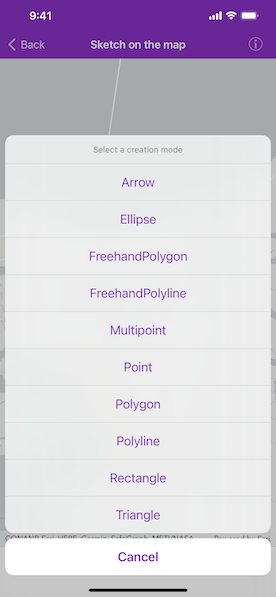 9:41
Back
Sketch on the map
Select a creation mode
Arrow
Ellipse
FreehandPolygon
FreehandPolyline
Multipoint
Point
Polygon
Polyline
Rectangle
Triangle
Cancel